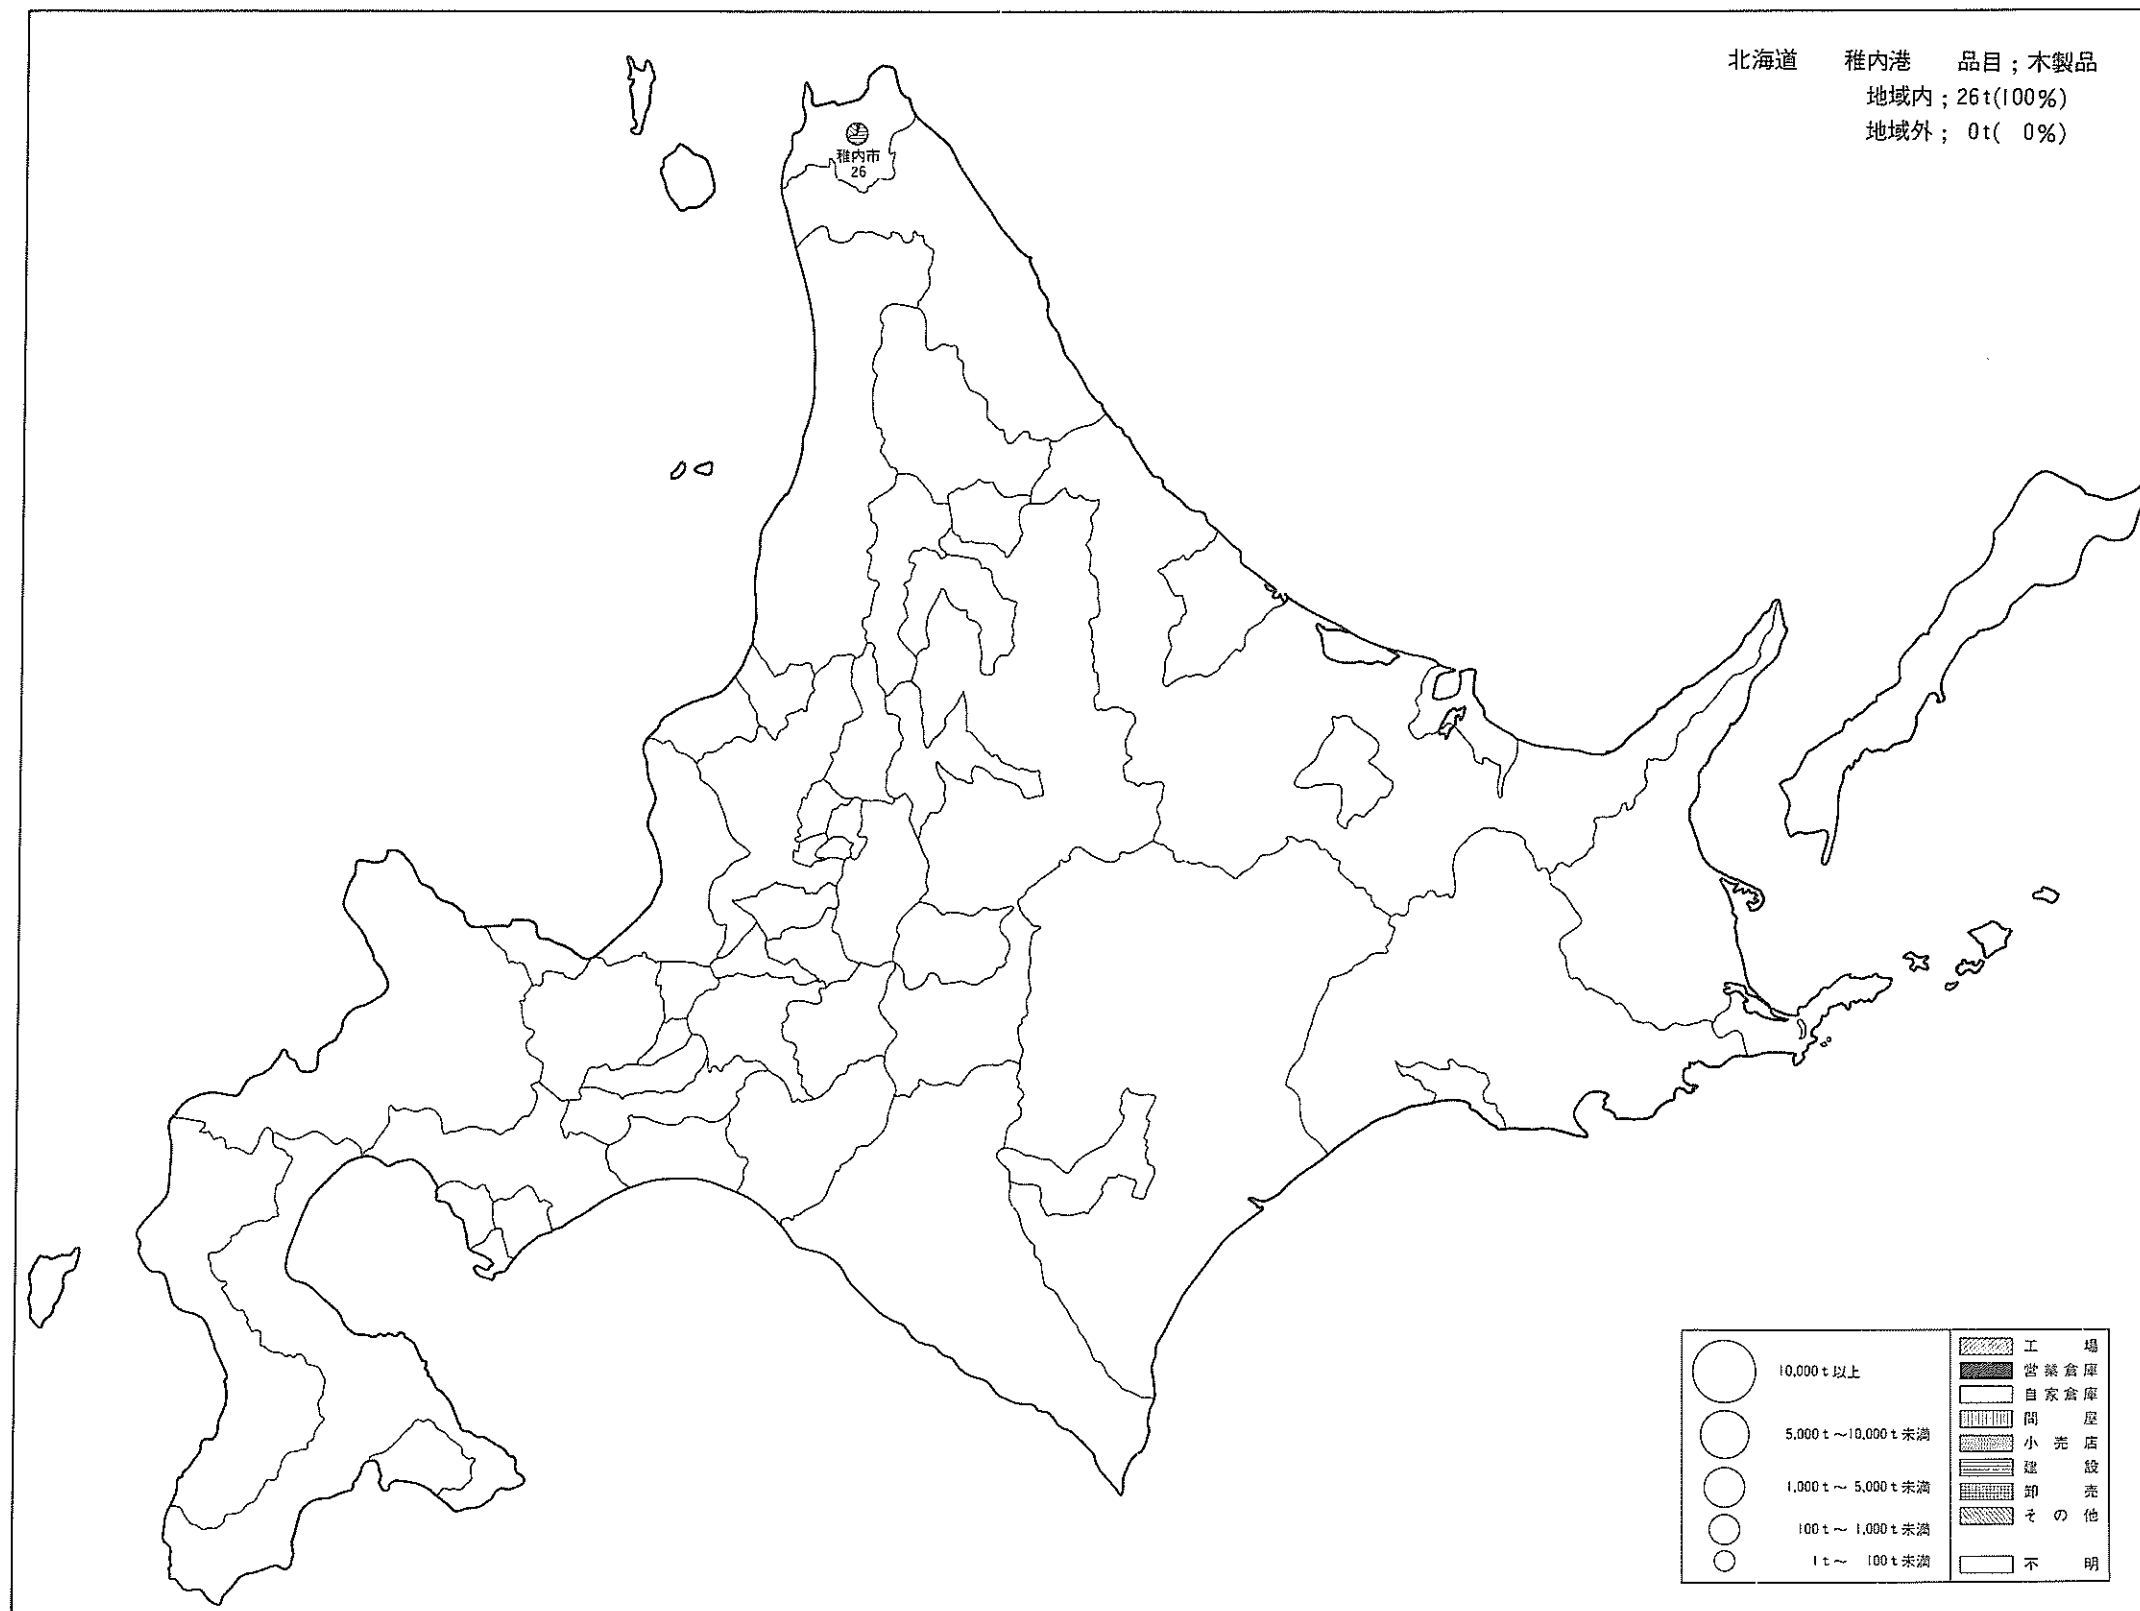 北海道 稚内港 品目；木製品
地域内；26t(100%)
地域外； 0t( 0%)
稚内市
26
10,000t以上
5,000t～10,000t未満
1,000t～ 5,000t未満
100t～ 1,000t未満
1t～ 100t未満
工場
営業倉庫
自家倉庫
問屋
小売店
建設
卸売
その他
不明